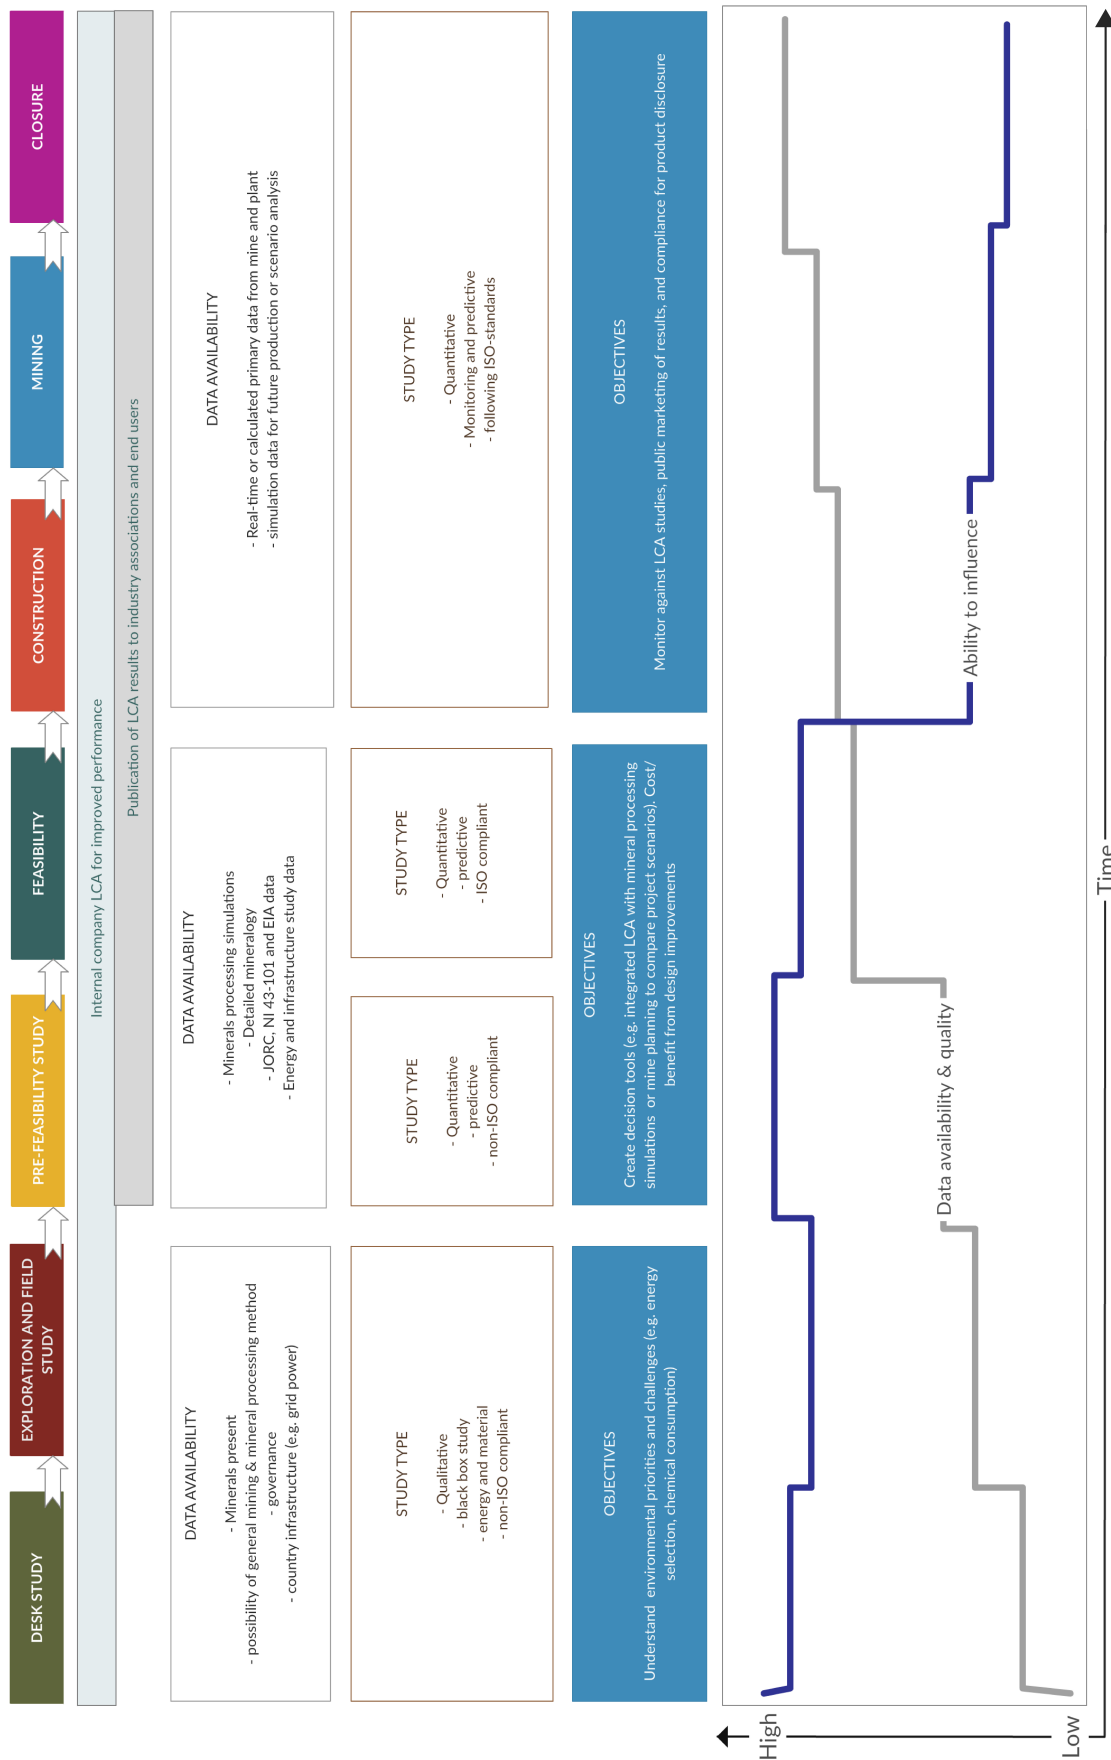 DESK STUDY
EXPLORATION AND FIELD
STUDY
PRE-FEASIBILITY STUDY
FEASIBILITY
CONSTRUCTION
MINING
CLOSURE
Internal company LCA for improved performance
Publication of LCA results to industry associations and end users
DATA AVAILABILITY
- Minerals present
- possibility of general mining & mineral processing method
- governance
- country infrastructure (e.g. grid power)
DATA AVAILABILITY
- Minerals processing simulations
- Detailed mineralogy
- JORC, NI 43-101 and EIA data
- Energy and infrastructure study data
DATA AVAILABILITY
- Real-time or calculated primary data from mine and plant
- simulation data for future production or scenario analysis
STUDY TYPE
- Qualitative
- black box study
- energy and material
- non-ISO compliant
STUDY TYPE
- Quantitative
- predictive
- non-ISO compliant
STUDY TYPE
- Quantitative
- predictive
- ISO compliant
STUDY TYPE
- Quantitative
- Monitoring and predictive
- following ISO-standards
OBJECTIVES
Understand environmental priorities and challenges (e.g. energy
selection, chemical consumption)
OBJECTIVES
Create decision tools (e.g. integrated LCA with mineral processing
simulations or mine planning to compare project scenarios). Cost/
benefit from design improvements
OBJECTIVES
Monitor against LCA studies, public marketing of results, and compliance for product disclosure
High
Low
Data availability & quality
Ability to influence
Time